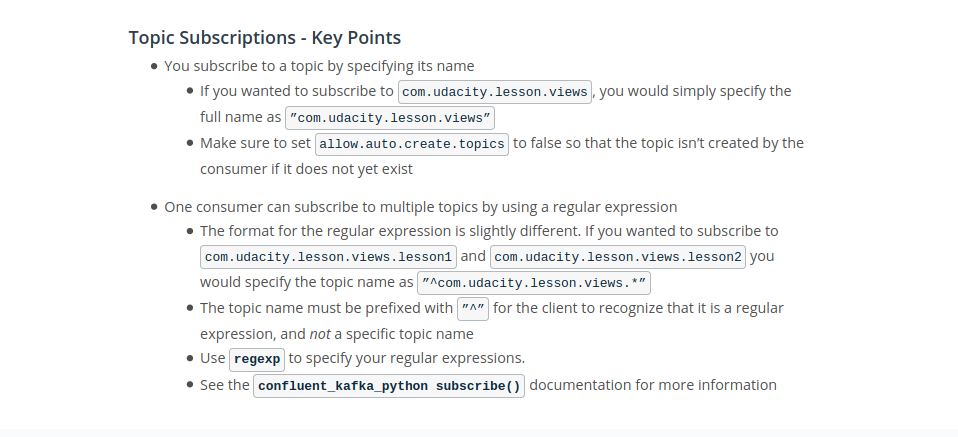 Topic Subscriptions - Key Points
• You subscribe to a topic by specifying its name
• If you wanted to subscribe to com.udacity.lesson.views, you would simply specify the
full name as ”com.udacity.lesson.views”
• Make sure to set allow.auto.create.topics to false so that the topic isn’t created by the
consumer if it does not yet exist
• One consumer can subscribe to multiple topics by using a regular expression
• The format for the regular expression is slightly different. If you wanted to subscribe to
com.udacity.lesson.views.lesson1 and com.udacity.lesson.views.lesson2 you
would specify the topic name as ”^com.udacity.lesson.views.*”
• The topic name must be prefixed with ”^” for the client to recognize that it is a regular
expression, and not a specific topic name
• Use regexp to specify your regular expressions.
• See the confluent_kafka_python subscribe() documentation for more information